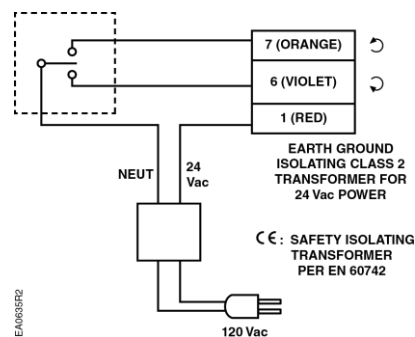 7 (ORANGE)
6 (VIOLET)
1 (RED)
NEUT
24
Vac
EARTH GROUND
ISOLATING CLASS 2
TRANSFORMER FOR
24 Vac POWER
CE : SAFETY ISOLATING
TRANSFORMER
PER EN 60742
120 Vac
EA0635R2